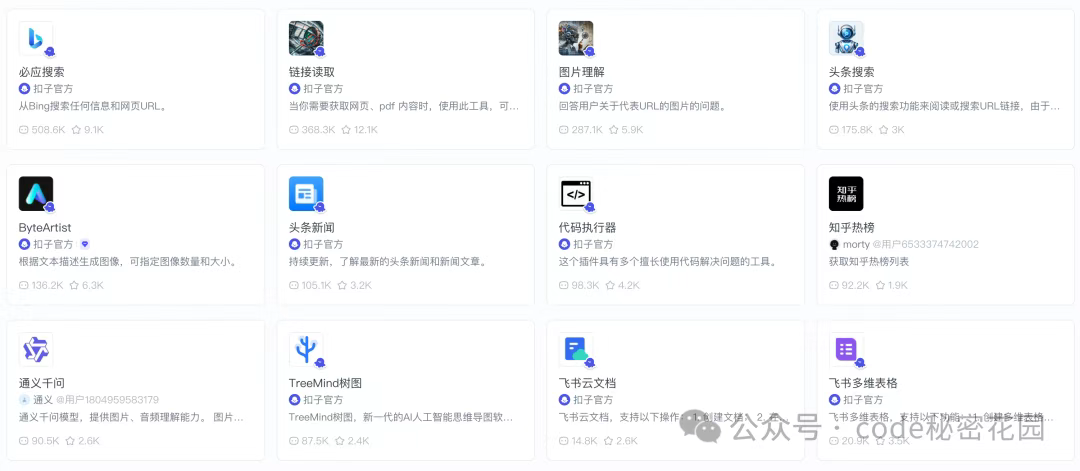 必应搜索
扣子官方
从Bing搜索任何信息和网页URL。
508.6K 9.1K
链接读取
扣子官方
当你需要获取网页、pdf 内容时，使用此工具，可...
368.3K 12.1K
图片理解
扣子官方
回答用户关于代表URL的图片的问题。
287.1K 5.9K
头条搜索
扣子官方
使用头条的搜索功能来阅读或搜索URL链接，由于...
175.8K 3K
ByteArtist
扣子官方
根据文本描述生成图像，可指定图像数量和大小。
136.2K 6.3K
头条新闻
扣子官方
持续更新，了解最新的头条新闻和新闻文章。
105.1K 3.2K
</>
代码执行器
扣子官方
这个插件具有多个擅长使用代码解决问题的工具。
98.3K 4.2K
知乎
热榜
知乎热榜
morty @用户6533374742002
获取知乎热榜列表
92.2K 1.9K
通义千问
通义 @用户1804959583179
通义千问模型，提供图片、音频理解能力。 图片...
90.5K 2.6K
TreeMind树图
扣子官方
TreeMind树图，新一代的AI人工智能思维导图软...
87.5K 2.4K
飞书云文档
扣子官方
飞书云文档，支持以下操作：1. 创建文档；2.
14.8K 2.6K
飞书多维表格
扣子官方
飞书多维表格，支持以下功能：1. 创建多维表格...
20.9K 3.5K
公众号 · code秘密花园